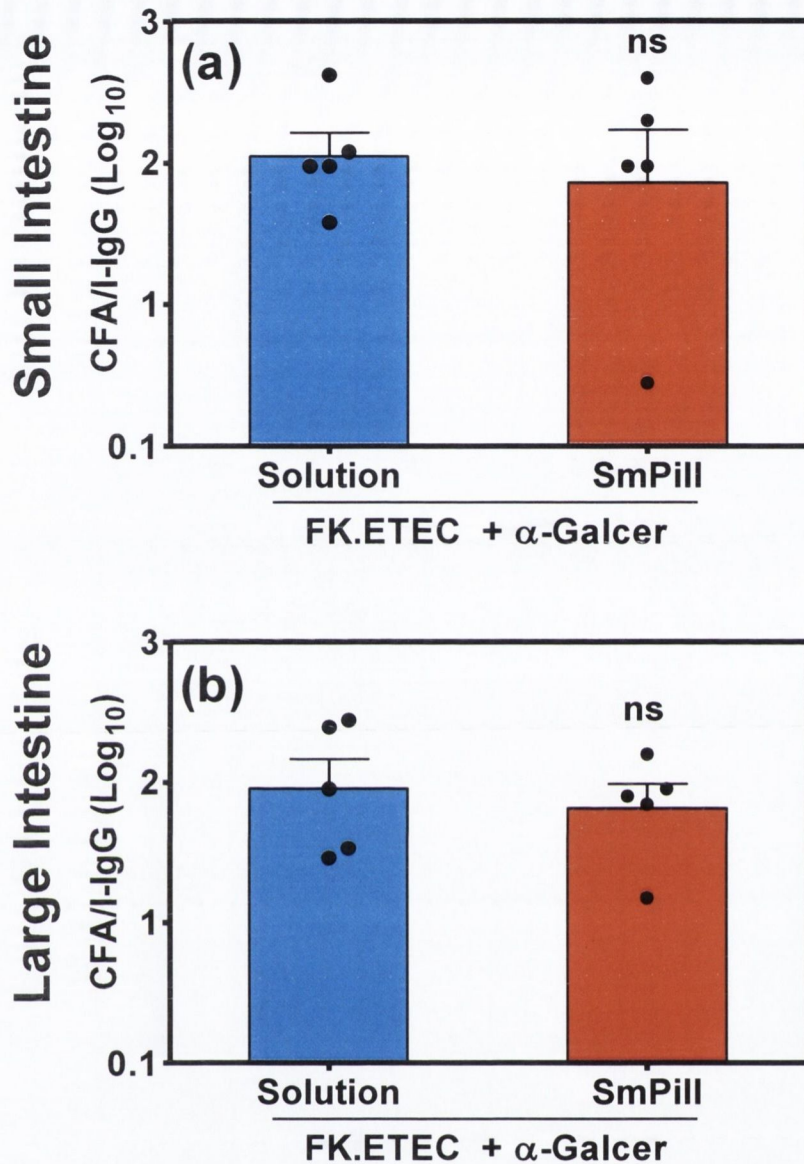 Small Intestine
CFA/I-IgG (Log10)
3
2
1
0.1
(a)
ns
Solution SmPill
FK.ETEC + α-Galcer
Large Intestine
CFA/I-IgG (Log10)
3
2
1
0.1
(b)
ns
Solution SmPill
FK.ETEC + α-Galcer